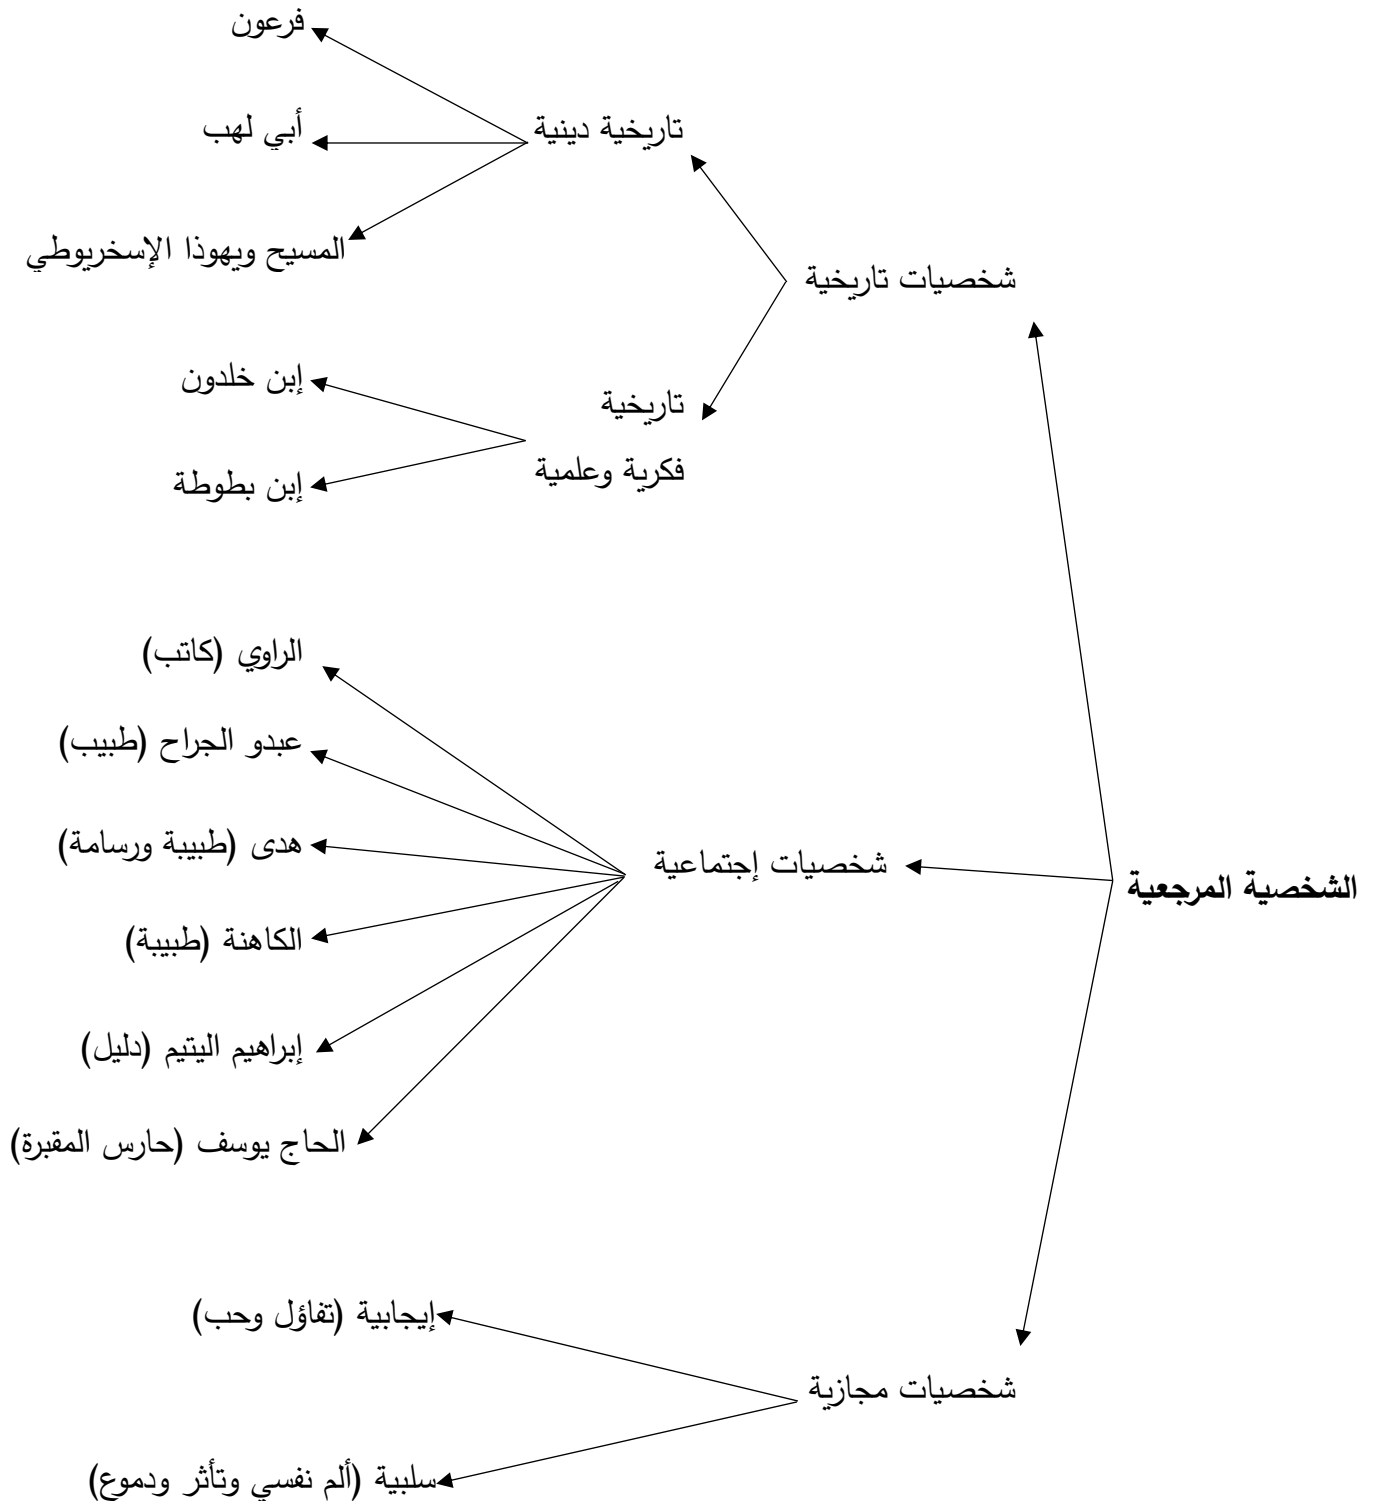 فرعون
أبي لهب
تاريخية دينية
المسيح ويهوذا الإسخريوطي
شخصيات تاريخية
إبن خلدون
تاريخية
فكرية وعلمية
إبن بطوطة
الراوي (كاتب)
عبدو الجراح (طبيب)
هدى (طبيبة ورسامة)
شخصيات إجتماعية
الشخصية المرجعية
الكاهنة (طبيبة)
إبراهيم اليتيم (دليل)
الحاج يوسف (حارس المقبرة)
إيجابية (تفاؤل وحب)
شخصيات مجازية
سلبية (ألم نفسي وتأثر ودموع)